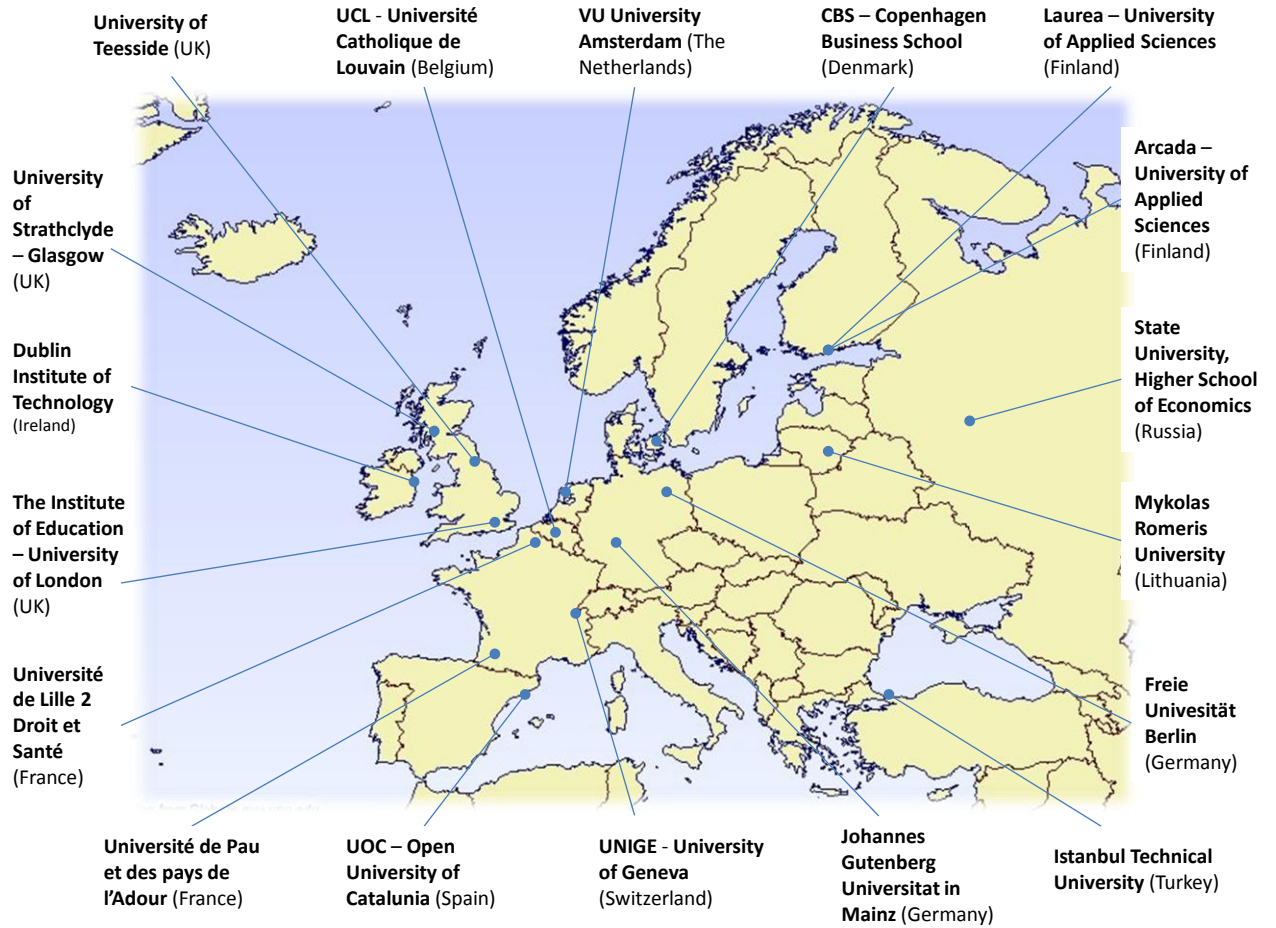 University of
Teesside (UK)
UCL - Université
Catholique de
Louvain (Belgium)
VU University
Amsterdam (The
Netherlands)
CBS – Copenhagen
Business School
(Denmark)
Laurea – University
of Applied Sciences
(Finland)
Arcada –
University of
Applied
Sciences
(Finland)
University
of
Strathclyde
– Glasgow
(UK)
State
University,
Higher School
of Economics
(Russia)
Dublin
Institute of
Technology
(Ireland)
Mykolas
Romeris
University
(Lithuania)
The Institute
of Education
– University
of London
(UK)
Freie
Univesität
Berlin
(Germany)
Université
de Lille 2
Droit et
Santé
(France)
Université de Pau
et des pays de
l’Adour (France)
UOC – Open
University of
Catalunia (Spain)
UNIGE - University
of Geneva
(Switzerland)
Johannes
Gutenberg
Universitat in
Mainz (Germany)
Istanbul Technical
University (Turkey)